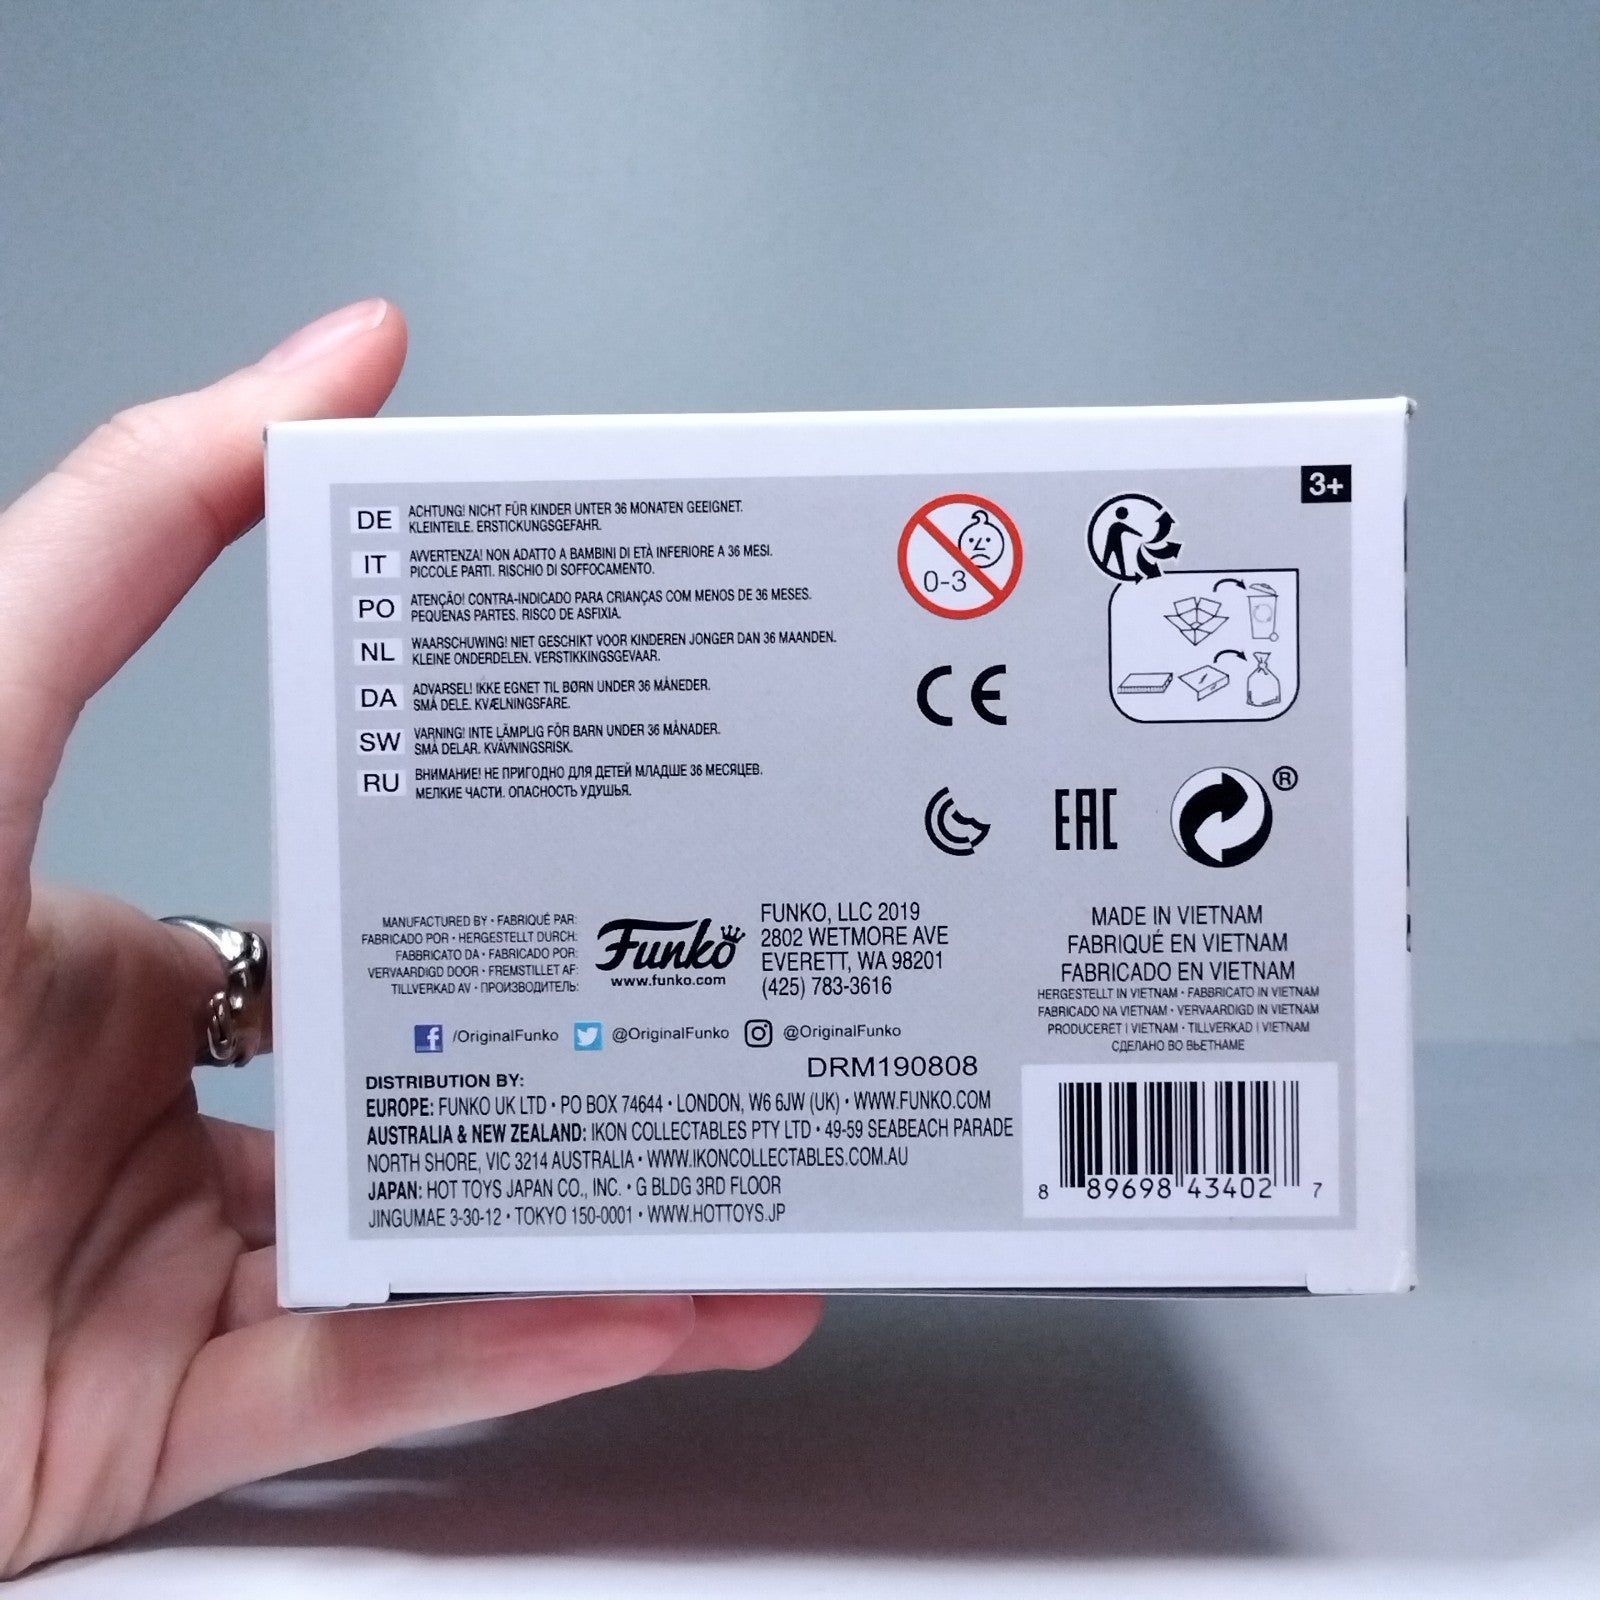 3+
DE ACHTUNG! NICHT FÜR KINDER UNTER 36 MONATEN GEEIGNET.
KLEINTEILE. ERSTICKUNGSGEFAHR.
IT AVVERTENZA! NON ADATTO A BAMBINI DI ETÀ INFERIORE A 36 MESI.
PICCOLE PARTI. RISCHIO DI SOFFOCAMENTO.
PO ATENÇÃO! CONTRA-INDICADO PARA CRIANÇAS COM MENOS DE 36 MESES.
PEQUENAS PARTES. RISCO DE ASFIXIA.
NL WAARSCHUWING! NIET GESCHIKT VOOR KINDEREN JONGER DAN 36 MAANDEN.
KLEINE ONDERDELEN. VERSTIKKINGSGEVAAR.
DA ADVARSEL! IKKE EGNET TIL BØRN UNDER 36 MÅNEDER.
SMÅ DELE. KVÆLNINGSFARE.
SW VARNING! INTE LÄMPLIG FÖR BARN UNDER 36 MÅNADER.
SMÅ DELAR. KVÄVNINGSRISK.
RU ВНИМАНИЕ! НЕ ПРИГОДНО ДЛЯ ДЕТЕЙ МЛАДШЕ 36 МЕСЯЦЕВ.
МЕЛКИЕ ЧАСТИ. ОПАСНОСТЬ УДУШЬЯ.
0-3
CE
EAC
®
MANUFACTURED BY • FABRIQUÉ PAR:
FABRICADO POR • HERGESTELLT DURCH:
FABBRICATO DA • FABRICADO POR:
VERVAARDIGD DOOR • FREMSTILLET AF:
TILLVERKAD AV • ПРОИЗВОДИТЕЛЬ:
Funko
www.funko.com
FUNKO, LLC 2019
2802 WETMORE AVE
EVERETT, WA 98201
(425) 783-3616
MADE IN VIETNAM
FABRIQUÉ EN VIETNAM
FABRICADO EN VIETNAM
HERGESTELLT IN VIETNAM • FABBRICATO IN VIETNAM
FABRICADO NA VIETNAM • VERVAARDIGD IN VIETNAM
PRODUCERET I VIETNAM • TILLVERKAD I VIETNAM
СДЕЛАНО ВО ВЬЕТНАМЕ
/OriginalFunko @OriginalFunko @OriginalFunko
DRM190808
DISTRIBUTION BY:
EUROPE: FUNKO UK LTD • PO BOX 74644 • LONDON, W6 6JW (UK) • WWW.FUNKO.COM
AUSTRALIA & NEW ZEALAND: IKON COLLECTABLES PTY LTD • 49-59 SEABEACH PARADE
NORTH SHORE, VIC 3214 AUSTRALIA • WWW.IKONCOLLECTABLES.COM.AU
JAPAN: HOT TOYS JAPAN CO., INC. • G BLDG 3RD FLOOR
JINGUMAE 3-30-12 • TOKYO 150-0001 • WWW.HOTTOYS.JP
8 89698 43402 7